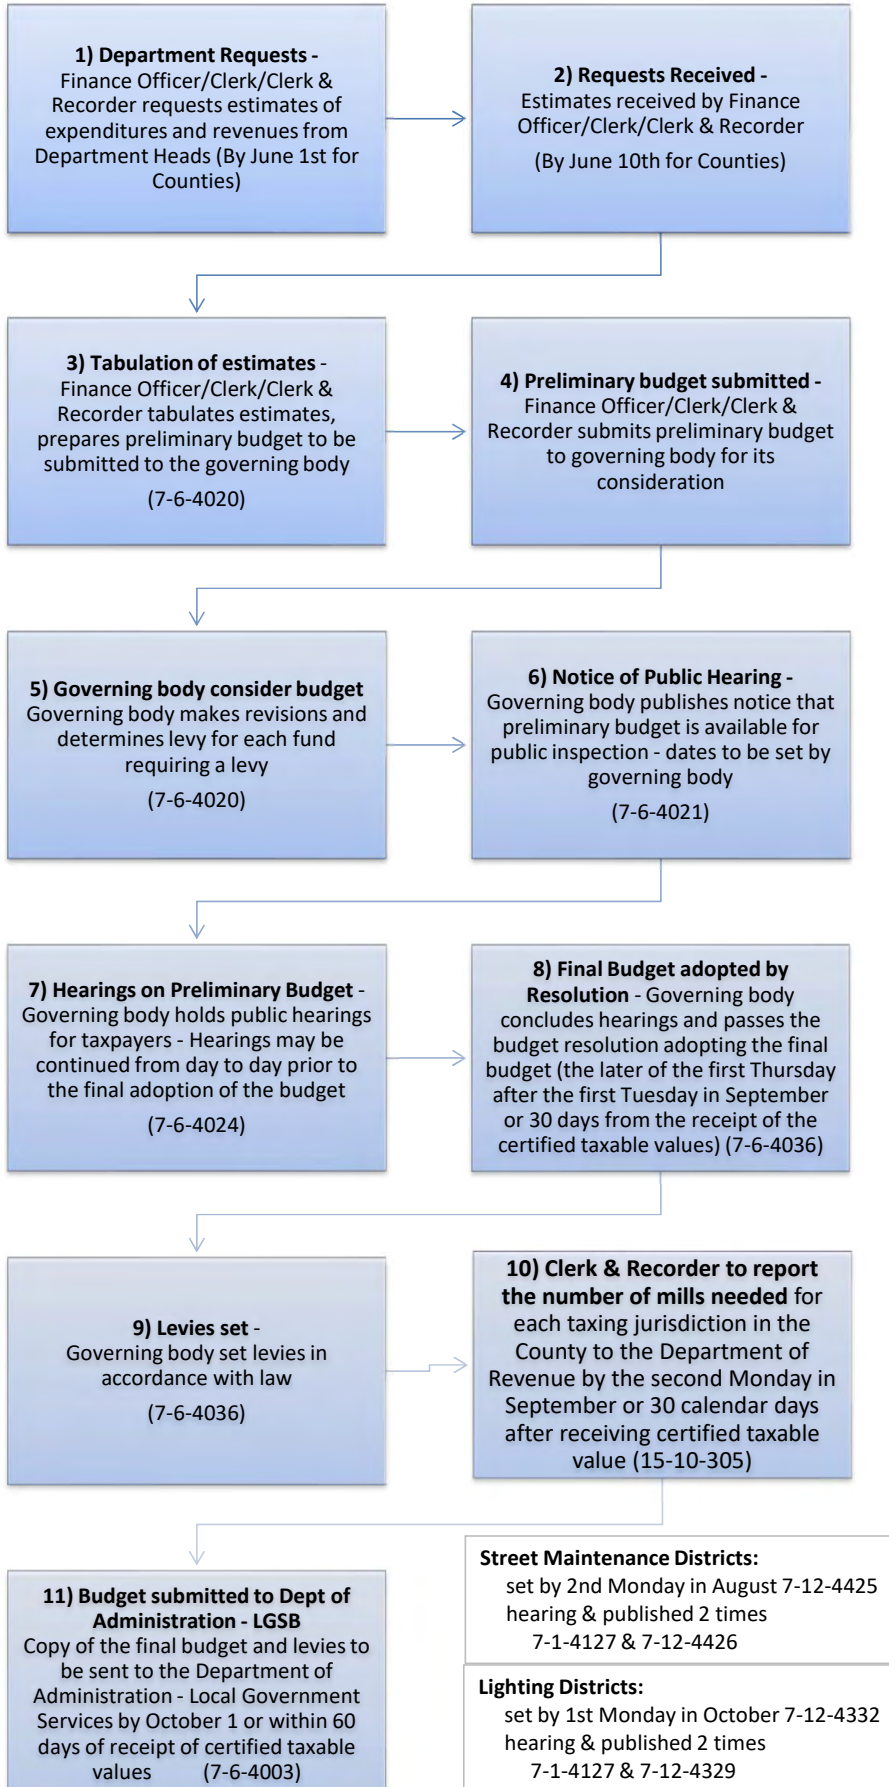 1) Department Requests -
Finance Officer/Clerk/Clerk &
Recorder requests estimates of
expenditures and revenues from
Department Heads (By June 1st for
Counties)
2) Requests Received -
Estimates received by Finance
Officer/Clerk/Clerk & Recorder
(By June 10th for Counties)
3) Tabulation of estimates -
Finance Officer/Clerk/Clerk &
Recorder tabulates estimates,
prepares preliminary budget to be
submitted to the governing body
(7-6-4020)
4) Preliminary budget submitted -
Finance Officer/Clerk/Clerk &
Recorder submits preliminary budget
to governing body for its
consideration
5) Governing body consider budget
Governing body makes revisions and
determines levy for each fund
requiring a levy
(7-6-4020)
6) Notice of Public Hearing -
Governing body publishes notice that
preliminary budget is available for
public inspection - dates to be set by
governing body
(7-6-4021)
7) Hearings on Preliminary Budget -
Governing body holds public hearings
for taxpayers - Hearings may be
continued from day to day prior to
the final adoption of the budget
(7-6-4024)
8) Final Budget adopted by
Resolution - Governing body
concludes hearings and passes the
budget resolution adopting the final
budget (the later of the first Thursday
after the first Tuesday in September
or 30 days from the receipt of the
certified taxable values) (7-6-4036)
9) Levies set -
Governing body set levies in
accordance with law
(7-6-4036)
10) Clerk & Recorder to report
the number of mills needed for
each taxing jurisdiction in the
County to the Department of
Revenue by the second Monday in
September or 30 calendar days
after receiving certified taxable
value (15-10-305)
11) Budget submitted to Dept of
Administration - LGSB
Copy of the final budget and levies to
be sent to the Department of
Administration - Local Government
Services by October 1 or within 60
days of receipt of certified taxable
values (7-6-4003)
Street Maintenance Districts:
set by 2nd Monday in August 7-12-4425
hearing & published 2 times
7-1-4127 & 7-12-4426
Lighting Districts:
set by 1st Monday in October 7-12-4332
hearing & published 2 times
7-1-4127 & 7-12-4329